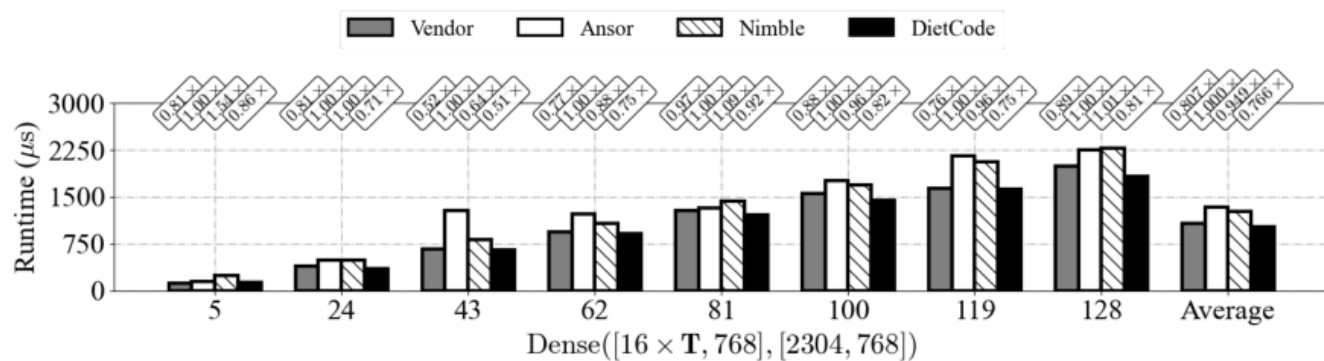 Vendor Ansor Nimble DietCode
0.81 × 1.00 × 1.54 × 0.86 × 0.81 × 1.00 × 1.00 × 0.71 × 0.52 × 1.00 × 0.64 × 0.51 × 0.77 × 1.00 × 0.88 × 0.75 × 0.97 × 1.00 × 1.09 × 0.92 × 0.88 × 1.00 × 0.96 × 0.82 × 0.76 × 1.00 × 0.96 × 0.75 × 0.89 × 1.00 × 1.01 × 0.81 × 0.807 × 1.000 × 0.949 × 0.766 ×
3000
2250
1500
750
0
Runtime (μs)
5 24 43 62 81 100 119 128 Average
Dense([16 × T, 768], [2304, 768])